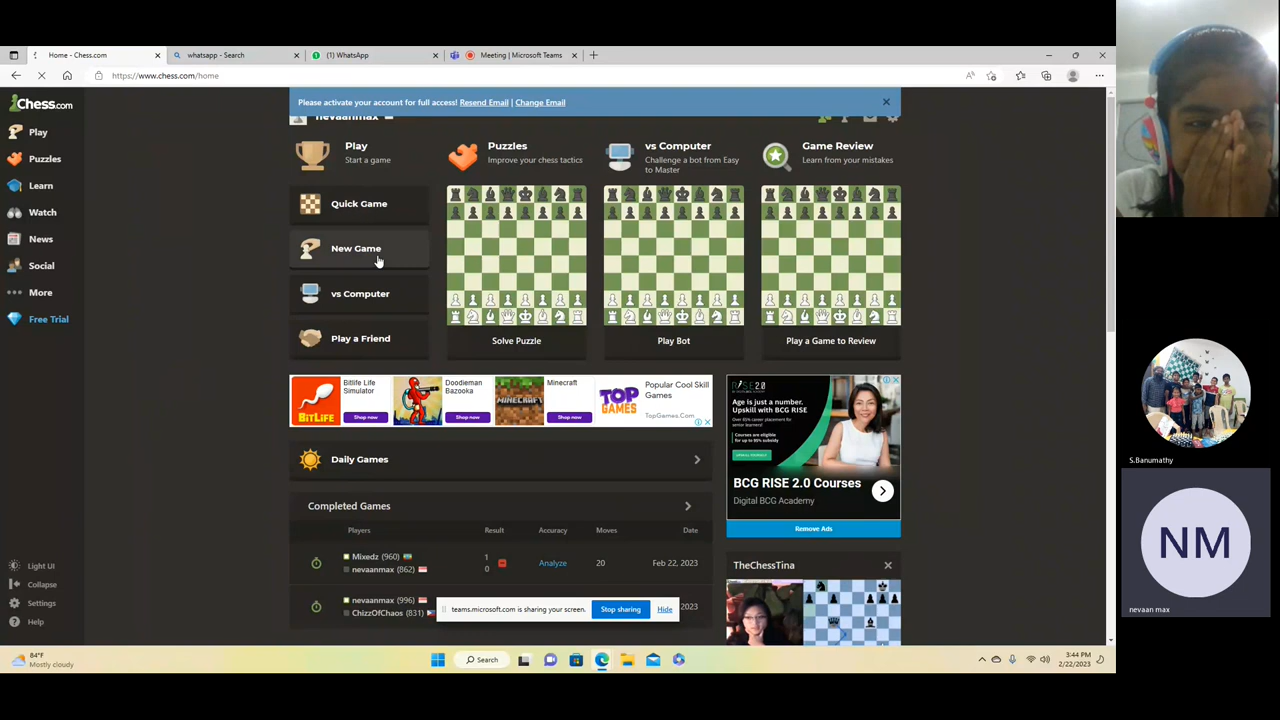 Home - Chess.com
whatsapp - Search
(1) WhatsApp
Meeting | Microsoft Teams
https://www.chess.com/home
Chess.com
Play
Puzzles
Learn
Watch
News
Social
More
Free Trial
Light UI
Collapse
Settings
Help
Please activate your account for full access! Resend Email | Change Email
nevaanmax
Play
Start a game
Quick Game
New Game
vs Computer
Play a Friend
Puzzles
Improve your chess tactics
Solve Puzzle
vs Computer
Challenge a bot from Easy
to Master
Play Bot
Game Review
Learn from your mistakes
Play a Game to Review
BITLIFE
Bitlife Life
Simulator
Shop now
Doodieman
Bazooka
Shop now
MINECRAFT
Minecraft
Shop now
TOP
GAMES
Popular Cool Skill
Games
TopGames.Com
Daily Games
Completed Games
Players
Result
Accuracy
Moves
Date
Mixedz (960)
nevaanmax (862)
1
0
Analyze
20
Feb 22, 2023
nevaanmax (996)
ChizzOfChaos (831)
2023
RISE 2.0
Age is just a number.
Upskill with BCG RISE
BCG RISE 2.0 Courses
Digital BCG Academy
Remove Ads
TheChessTina
teams.microsoft.com is sharing your screen.
Stop sharing
Hide
84°F
Mostly cloudy
Search
3:44 PM
2/22/2023
S.Banumathy
NM
nevaan max